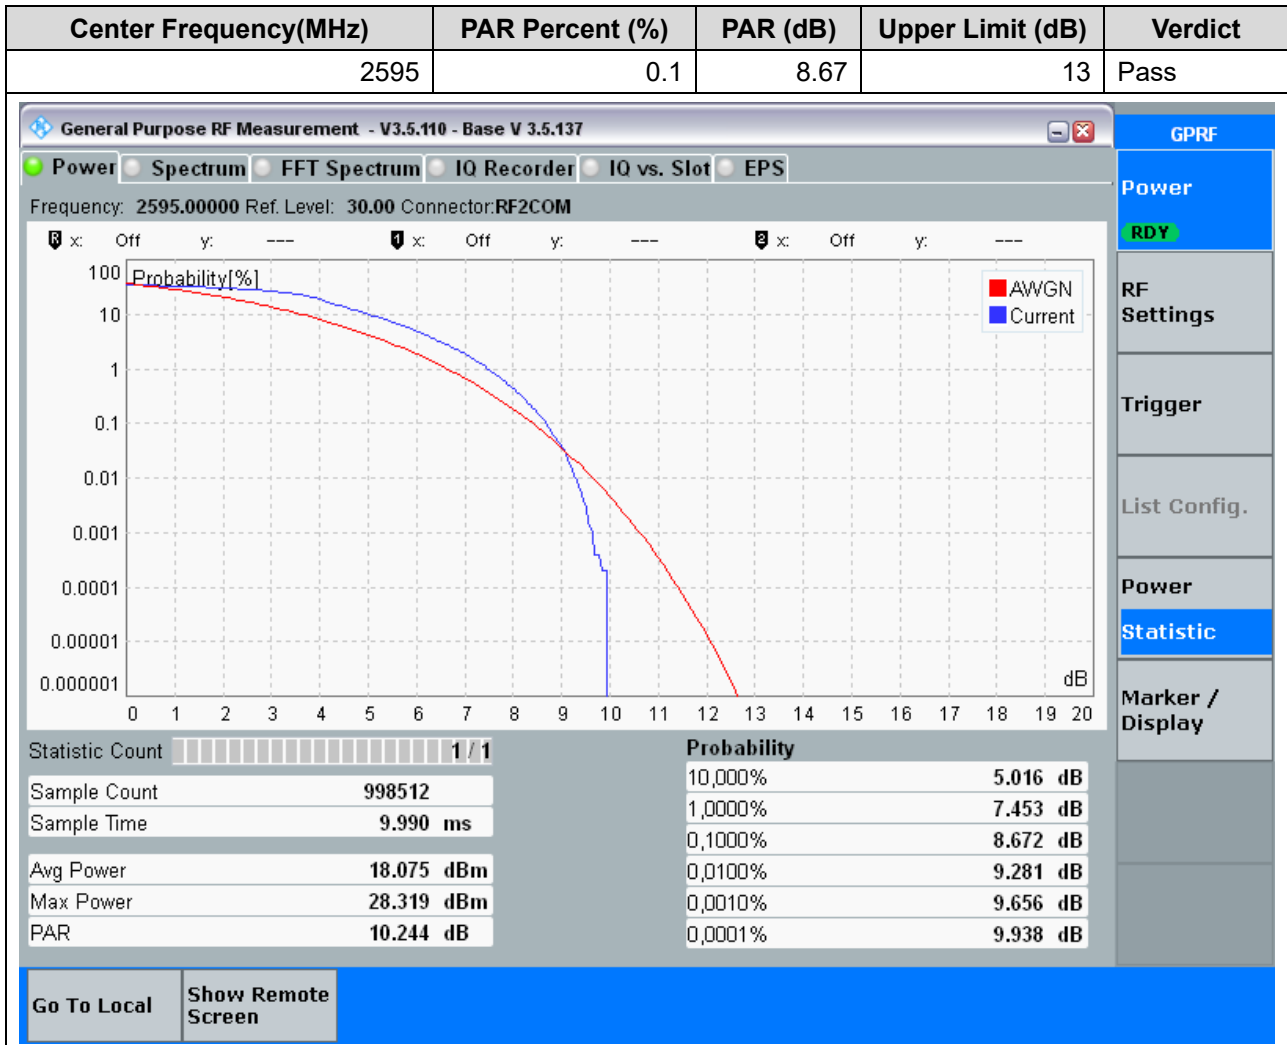 Center Frequency(MHz) PAR Percent (%) PAR (dB) Upper Limit (dB) Verdict
2595 0.1 8.67 13 Pass
General Purpose RF Measurement - V3.5.110 - Base V 3.5.137
GPRF
Power Spectrum FFT Spectrum IQ Recorder IQ vs. Slot EPS
Power
RDY
Frequency: 2595.00000 Ref. Level: 30.00 Connector:RF2COM
R x: Off y: --- 1 x: Off y: --- 2 x: Off y: ---
Probability[%]
AWGN
Current
100
10
1
0.1
0.01
0.001
0.0001
0.00001
0.000001
dB
0 1 2 3 4 5 6 7 8 9 10 11 12 13 14 15 16 17 18 19 20
RF
Settings
Trigger
List Config.
Power
Statistic
Marker /
Display
Statistic Count 1 / 1
Sample Count 998512
Sample Time 9.990 ms
Avg Power 18.075 dBm
Max Power 28.319 dBm
PAR 10.244 dB
Probability
10,000% 5.016 dB
1,0000% 7.453 dB
0,1000% 8.672 dB
0,0100% 9.281 dB
0,0010% 9.656 dB
0,0001% 9.938 dB
Go To Local
Show Remote
Screen